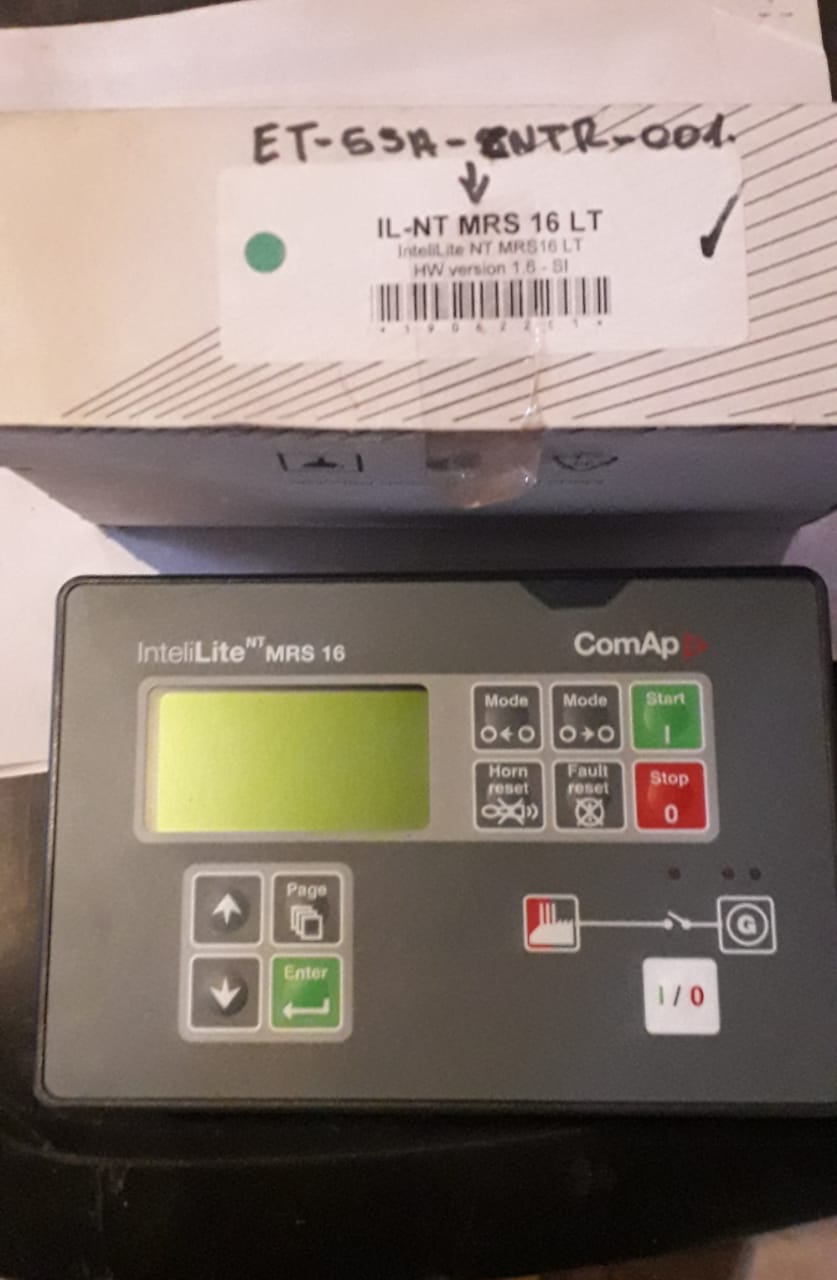 IL-NT MRS 16 LT
InteliLite NT MRS16 LT
HW version 1.6 - SI
InteliLite NT MRS 16
ComAp
Mode Mode Start
I
Horn reset Fault reset Stop
0
Page
Enter
G
I / 0